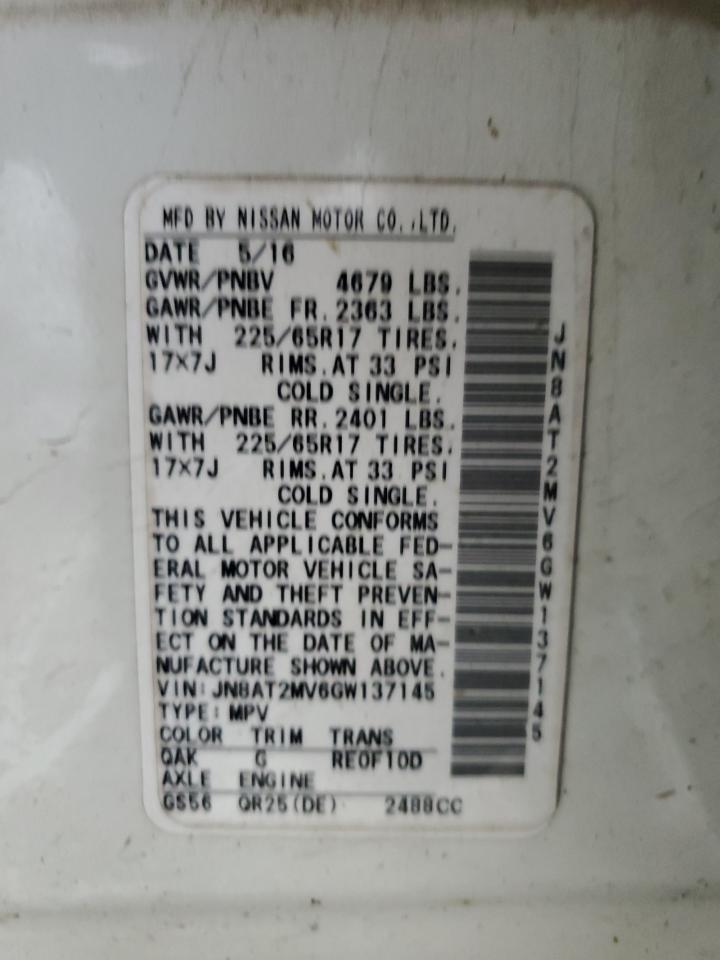 MFD BY NISSAN MOTOR CO.,LTD.
DATE 5/16
GVWR/PNBV 4679 LBS.
GAWR/PNBE FR. 2363 LBS.
WITH 225/65R17 TIRES.
17×7J RIMS. AT 33 PSI
COLD SINGLE.
GAWR/PNBE RR. 2401 LBS.
WITH 225/65R17 TIRES.
17×7J RIMS. AT 33 PSI
COLD SINGLE.
THIS VEHICLE CONFORMS
TO ALL APPLICABLE FED-
ERAL MOTOR VEHICLE SA-
FETY AND THEFT PREVEN-
TION STANDARDS IN EFF-
ECT ON THE DATE OF MA-
NUFACTURE SHOWN ABOVE.
VIN: JN8AT2MV6GW137145
TYPE: MPV
COLOR TRIM TRANS
QAK G RE0F10D
AXLE ENGINE
GS56 QR25(DE) 2488CC
JN8AT2MV6GW137145